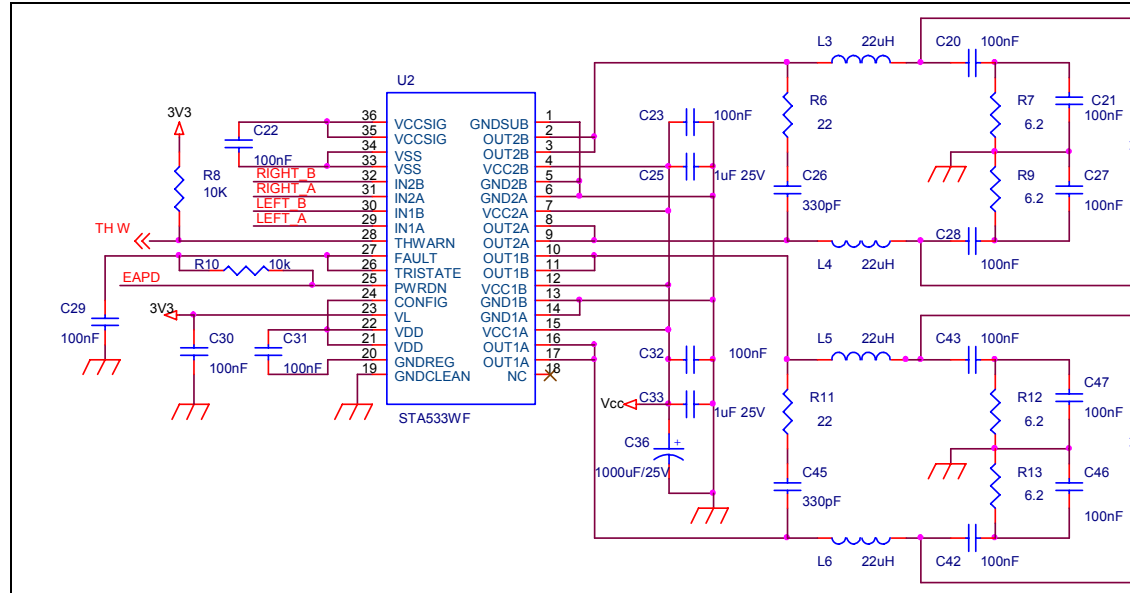 L3 22uH C20 100nF
U2
C23 100nF
R6 22
R7 6.2
C21 100nF
3V3
C22 100nF
R8 10K
36 VCCSIG GNDSUB 1
35 VCCSIG OUT2B 2
34 VSS OUT2B 3
33 VSS VCC2B 4
RIGHT_B 32 IN2B GND2B 5
RIGHT_A 31 IN2A GND2A 6
LEFT_B 30 IN1B VCC2A 7
LEFT_A 29 IN1A OUT2A 8
TH W 28 THWARN OUT2A 9
27 FAULT OUT1B 10
26 TRISTATE OUT1B 11
25 PWRDN VCC1B 12
24 CONFIG GND1B 13
23 VL GND1A 14
22 VDD VCC1A 15
21 VDD OUT1A 16
20 GNDREG OUT1A 17
19 GNDCLEAN NC 18
STA533WF
C25 1uF 25V
C26 330pF
R9 6.2
C27 100nF
C28 100nF
L4 22uH
R10 10k
EAPD
C29 100nF
3V3
C30 100nF
C31 100nF
C32 100nF
Vcc C33 1uF 25V
C36 +
1000uF/25V
L5 22uH C43 100nF
R11 22
R12 6.2
C47 100nF
C45 330pF
R13 6.2
C46 100nF
L6 22uH C42 100nF